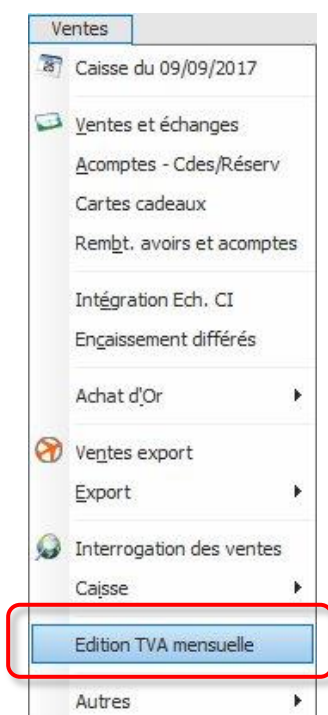 Ventes
Caisse du 09/09/2017
Ventes et échanges
Acomptes - Cdes/Réserv
Cartes cadeaux
Rembt. avoirs et acomptes
Intégration Ech. CI
Encaissement différés
Achat d'Or
Ventes export
Export
Interrogation des ventes
Caisse
Edition TVA mensuelle
Autres